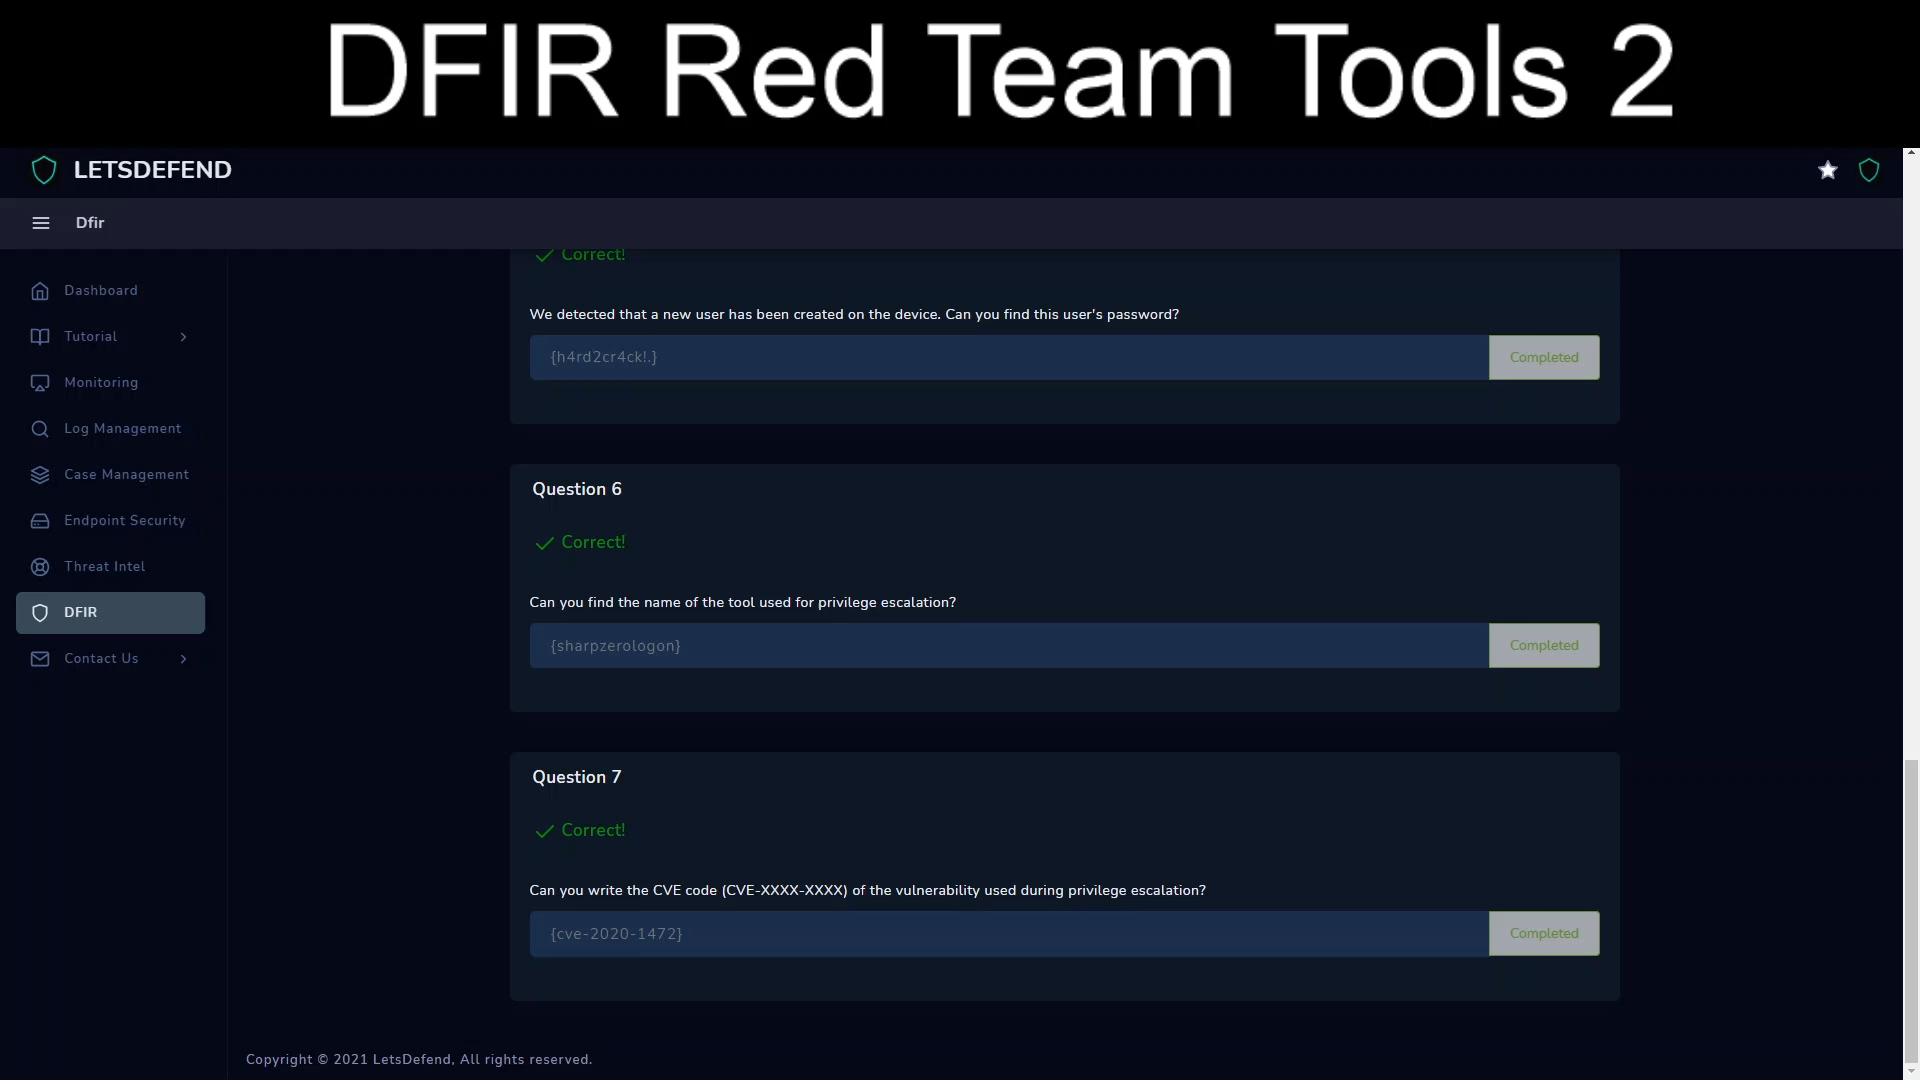 DFIR Red Team Tools 2
LETSDEFEND
Dfir
Dashboard
Tutorial
Monitoring
Log Management
Case Management
Endpoint Security
Threat Intel
DFIR
Contact Us
Correct!
We detected that a new user has been created on the device. Can you find this user's password?
{h4rd2cr4ck!.} Completed
Question 6
Correct!
Can you find the name of the tool used for privilege escalation?
{sharpzerologon} Completed
Question 7
Correct!
Can you write the CVE code (CVE-XXXX-XXXX) of the vulnerability used during privilege escalation?
{cve-2020-1472} Completed
Copyright © 2021 LetsDefend, All rights reserved.